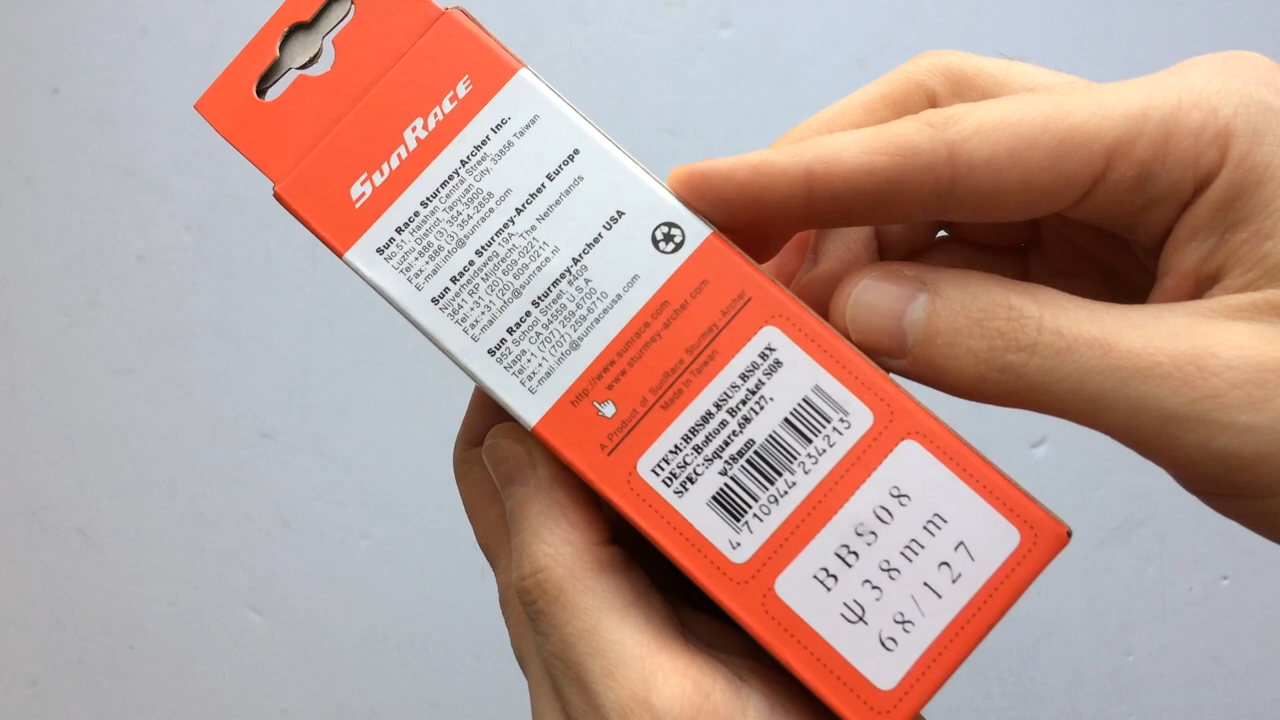 SUNRACE
Sun Race Sturmey-Archer Inc.
No.51, Haishan Central Street,
Luzhu District, Taoyuan City, 33856 Taiwan
Tel:+886 (3) 354-3900
Fax:+886 (3) 354-2858
E-mail:info@sunrace.com
Sun Race Sturmey-Archer Europe
Nijverheidsweg 19A,
3641 RP Mijdrecht, The Netherlands
Tel:+31 (20) 609-0221
Fax:+31 (20) 609-0211
E-mail:info@sunrace.nl
Sun Race Sturmey-Archer USA
952 School Street, #409
Napa, CA 94559 U.S.A
Tel:+1 (707) 259-6700
Fax:+1 (707) 259-6710
E-mail:info@sunraceusa.com
http://www.sunrace.com
www.sturmey-archer.com
A Product of SunRace Sturmey-Archer
Made In Taiwan
ITEM:BBS08.8SUS.BS0.BX
DESC:Bottom Bracket S08
SPEC:Square,68/127,
ψ38mm
4 710944 234213
BBS08
ψ38mm
68/127